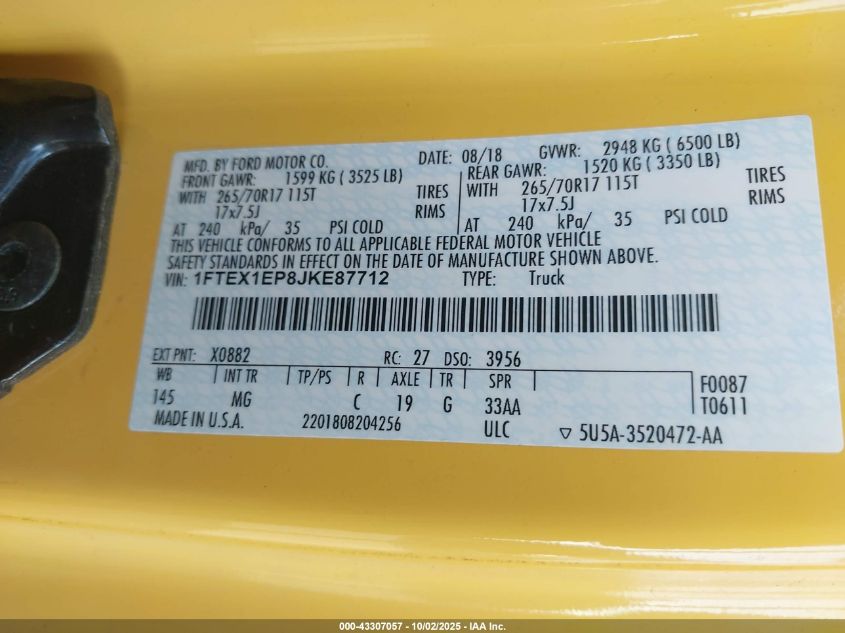 MFD. BY FORD MOTOR CO. DATE: 08/18 GVWR: 2948 KG ( 6500 LB)
FRONT GAWR: 1599 KG ( 3525 LB) REAR GAWR: 1520 KG ( 3350 LB)
WITH 265/70R17 115T TIRES WITH 265/70R17 115T TIRES
17x7.5J RIMS 17x7.5J RIMS
AT 240 kPa/ 35 PSI COLD AT 240 kPa/ 35 PSI COLD
THIS VEHICLE CONFORMS TO ALL APPLICABLE FEDERAL MOTOR VEHICLE
SAFETY STANDARDS IN EFFECT ON THE DATE OF MANUFACTURE SHOWN ABOVE.
VIN: 1FTEX1EP8JKE87712 TYPE: Truck
EXT PNT: X0882 RC: 27 DSO: 3956
WB INT TR TP/PS R AXLE TR SPR F0087
145 MG C 19 G 33AA T0611
MADE IN U.S.A. 2201808204256 ULC ▽ 5U5A-3520472-AA
000-43307057 - 10/02/2025 - IAA Inc.